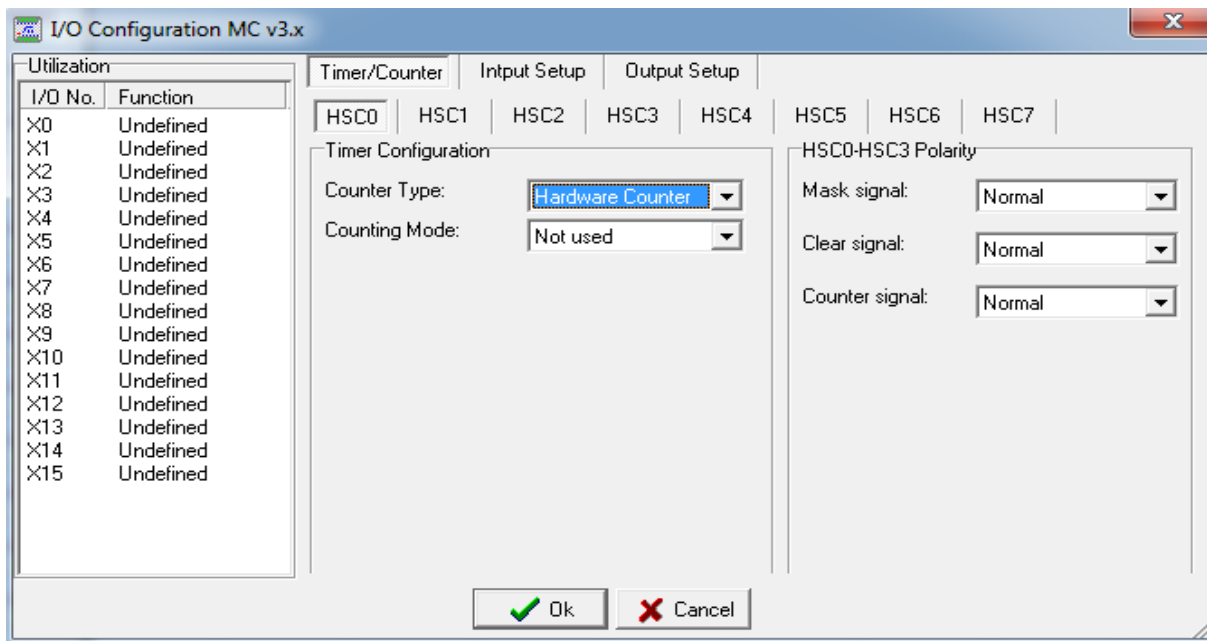 I/O Configuration MC v3.x
Utilization
I/O No. Function
X0 Undefined
X1 Undefined
X2 Undefined
X3 Undefined
X4 Undefined
X5 Undefined
X6 Undefined
X7 Undefined
X8 Undefined
X9 Undefined
X10 Undefined
X11 Undefined
X12 Undefined
X13 Undefined
X14 Undefined
X15 Undefined
Timer/Counter Intput Setup Output Setup
HSC0 HSC1 HSC2 HSC3 HSC4 HSC5 HSC6 HSC7
Timer Configuration
Counter Type: Hardware Counter
Counting Mode: Not used
HSC0-HSC3 Polarity
Mask signal: Normal
Clear signal: Normal
Counter signal: Normal
Ok Cancel